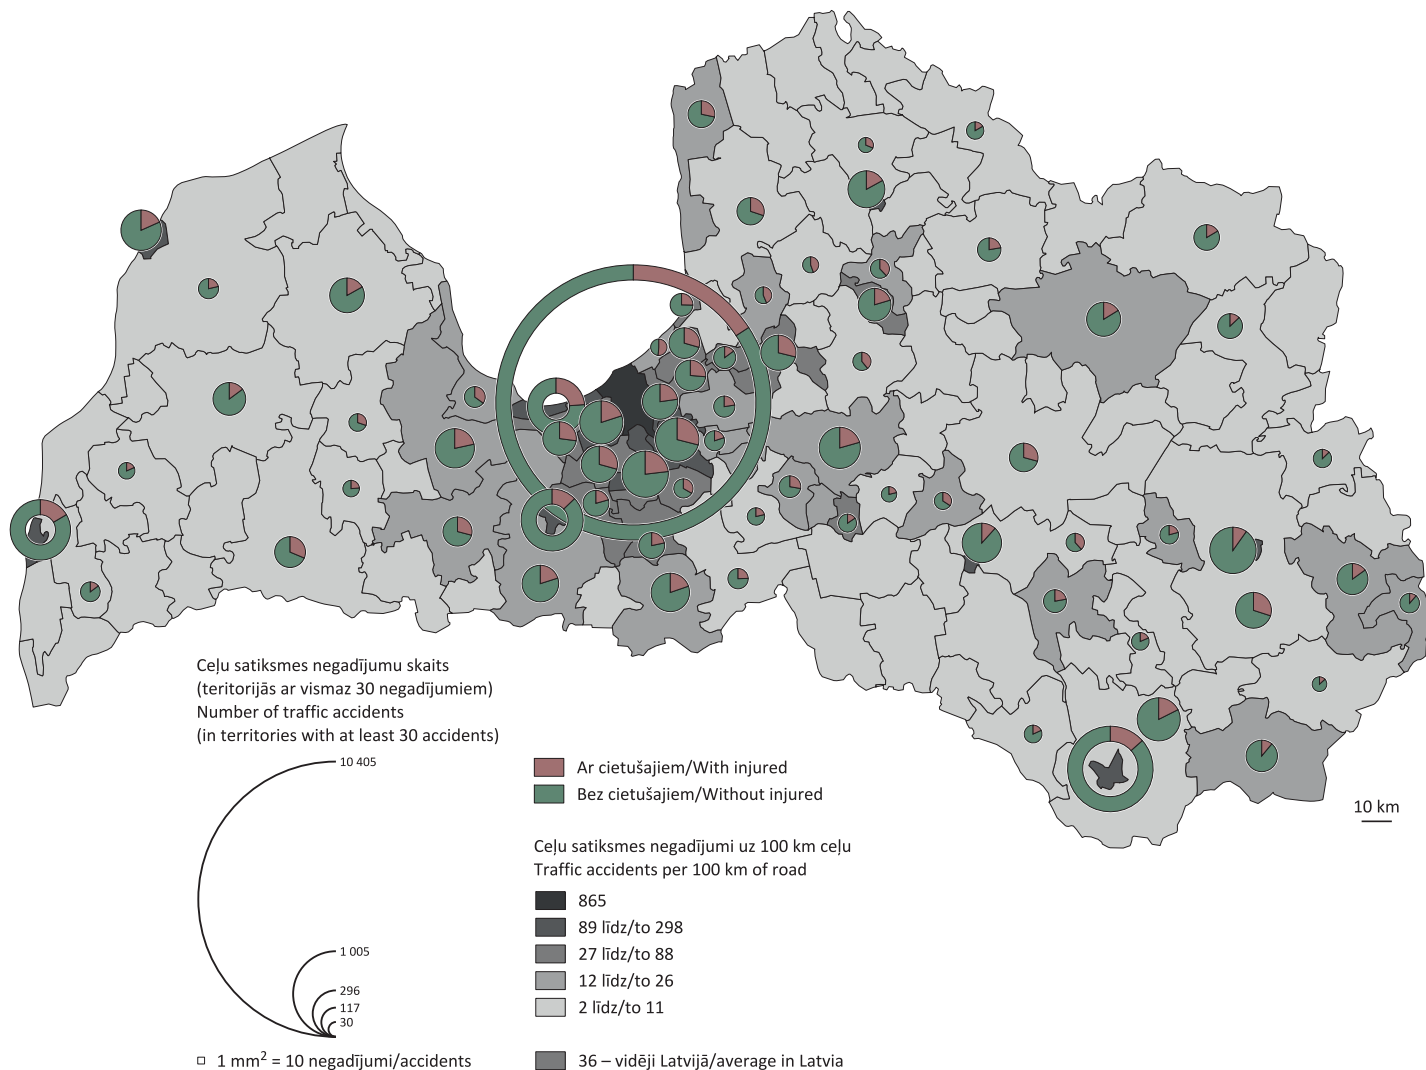 Ceļu satiksmes negadījumu skaits
(teritorijās ar vismaz 30 negadījumiem)
Number of traffic accidents
(in territories with at least 30 accidents)
10 405
1 005
296
117
30
1 mm² = 10 negadījumi/accidents
Ar cietušajiem/With injured
Bez cietušajiem/Without injured
Ceļu satiksmes negadījumi uz 100 km ceļu
Traffic accidents per 100 km of road
865
89 līdz/to 298
27 līdz/to 88
12 līdz/to 26
2 līdz/to 11
36 – vidēji Latvijā/average in Latvia
10 km